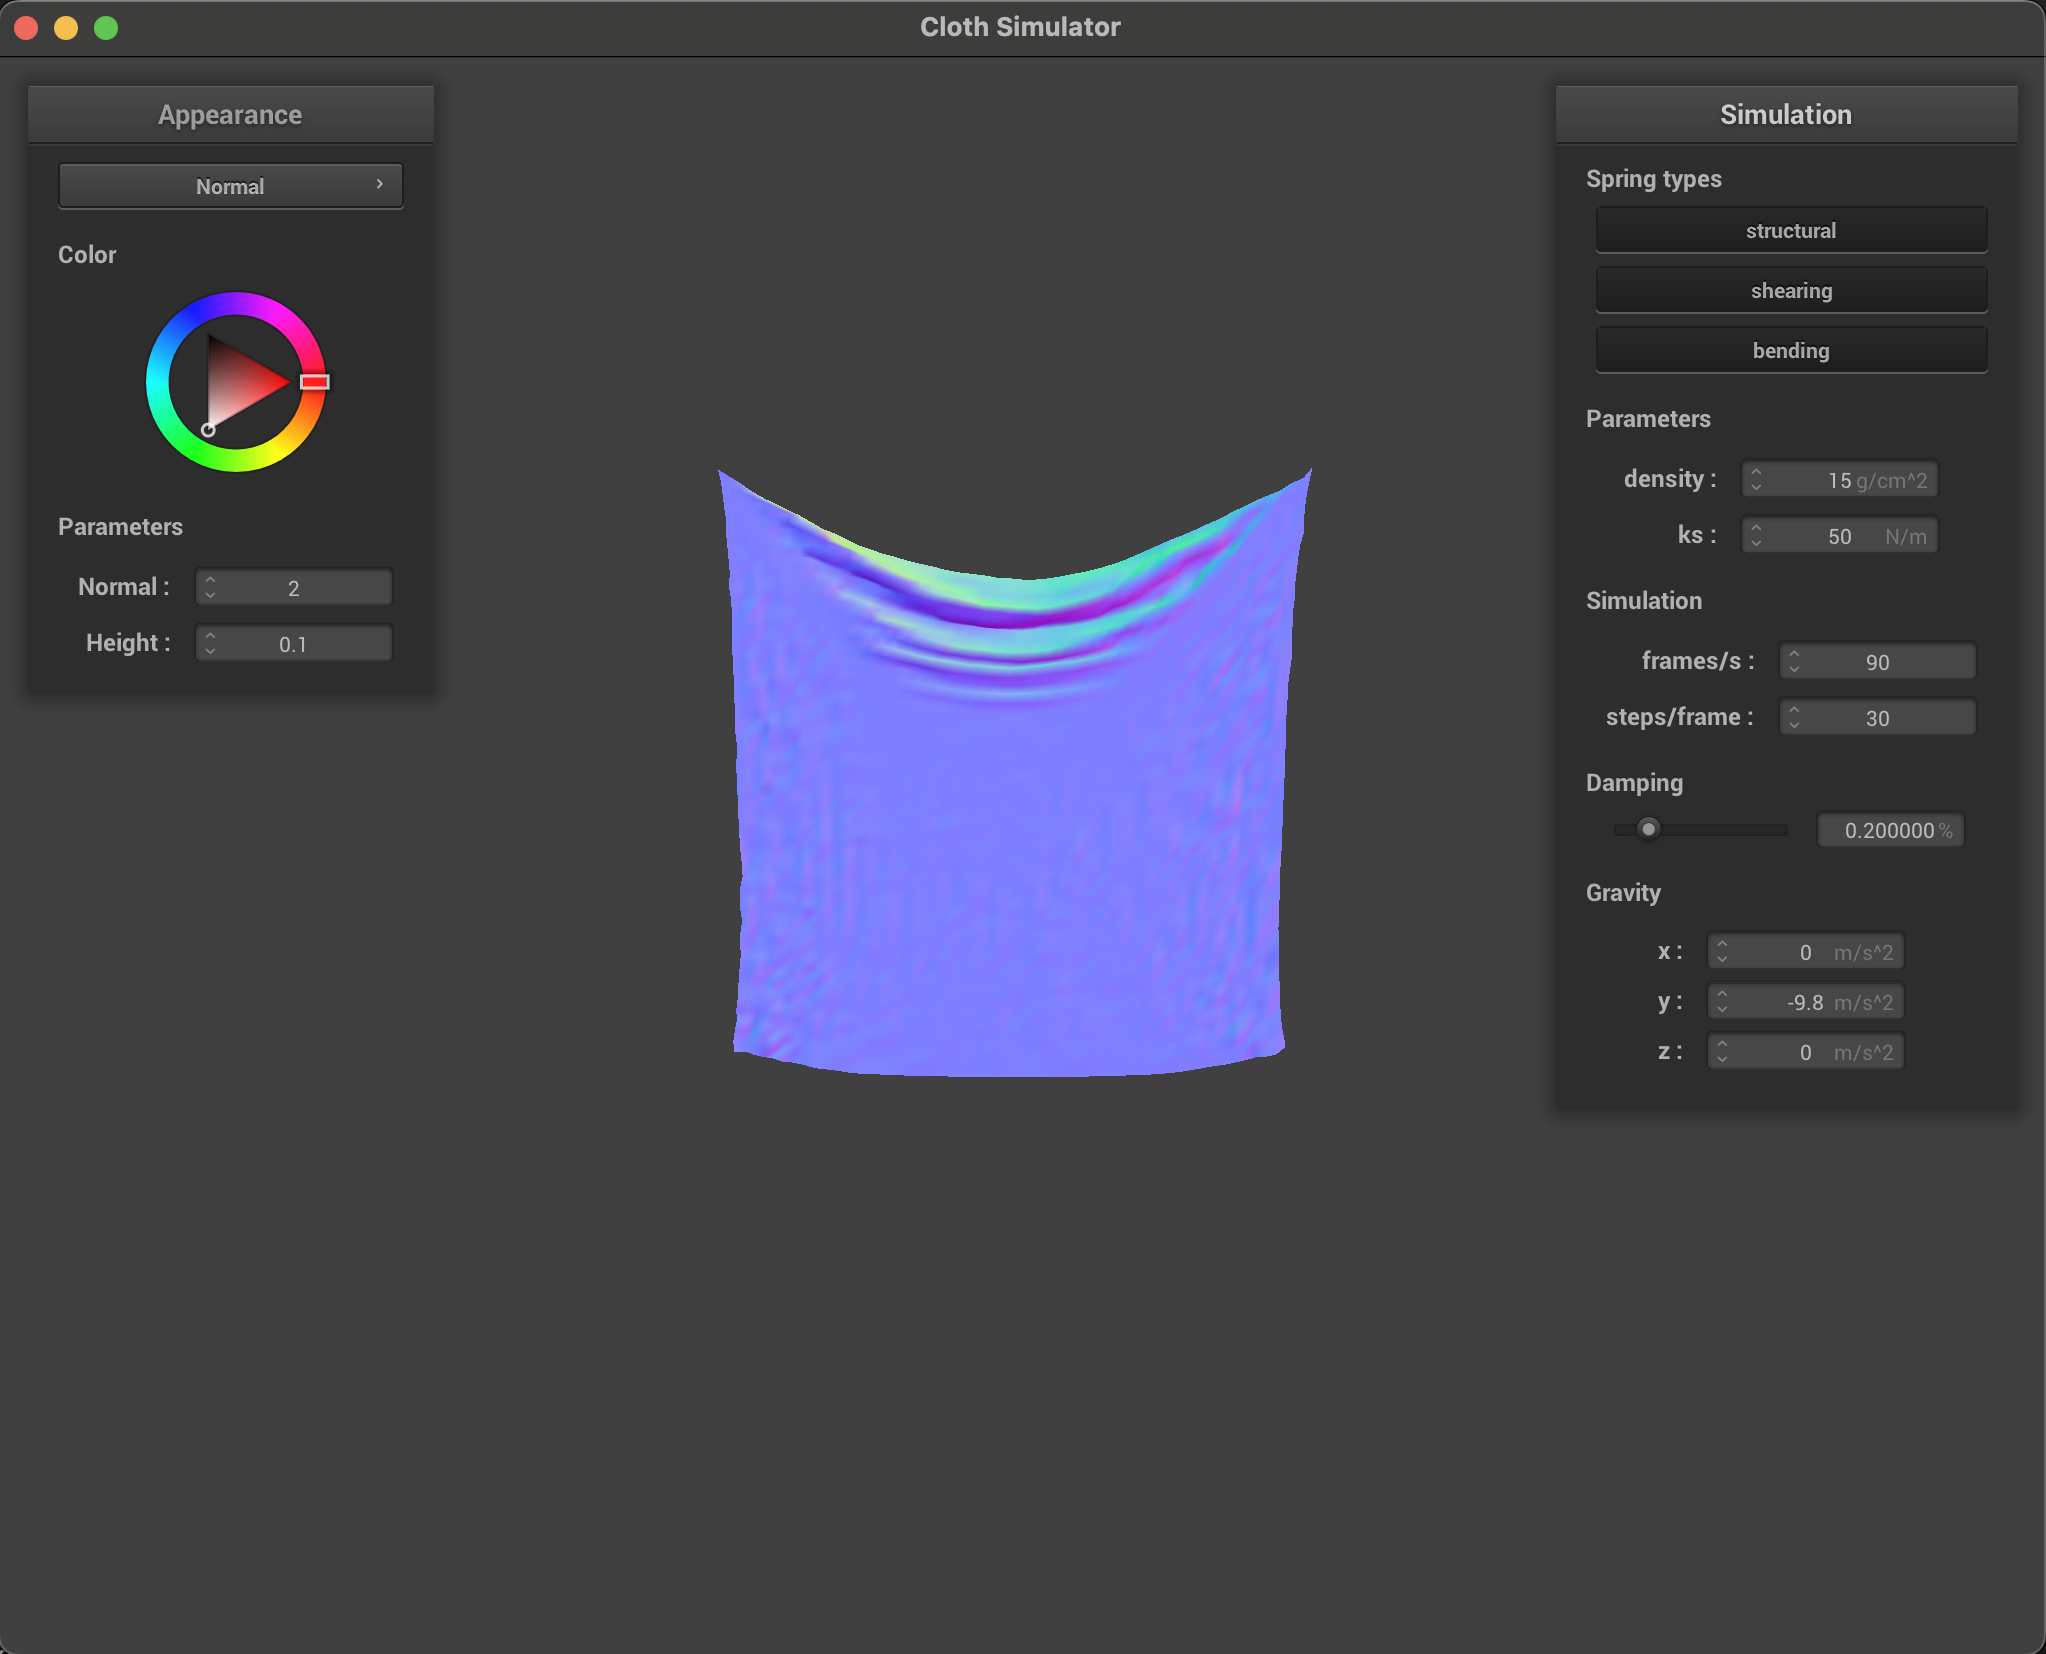 Cloth Simulator
Appearance
Normal
Color
Parameters
Normal : 2
Height : 0.1
Simulation
Spring types
structural
shearing
bending
Parameters
density : 15 g/cm^2
ks : 50 N/m
Simulation
frames/s : 90
steps/frame : 30
Damping
0.200000 %
Gravity
x : 0 m/s^2
y : -9.8 m/s^2
z : 0 m/s^2